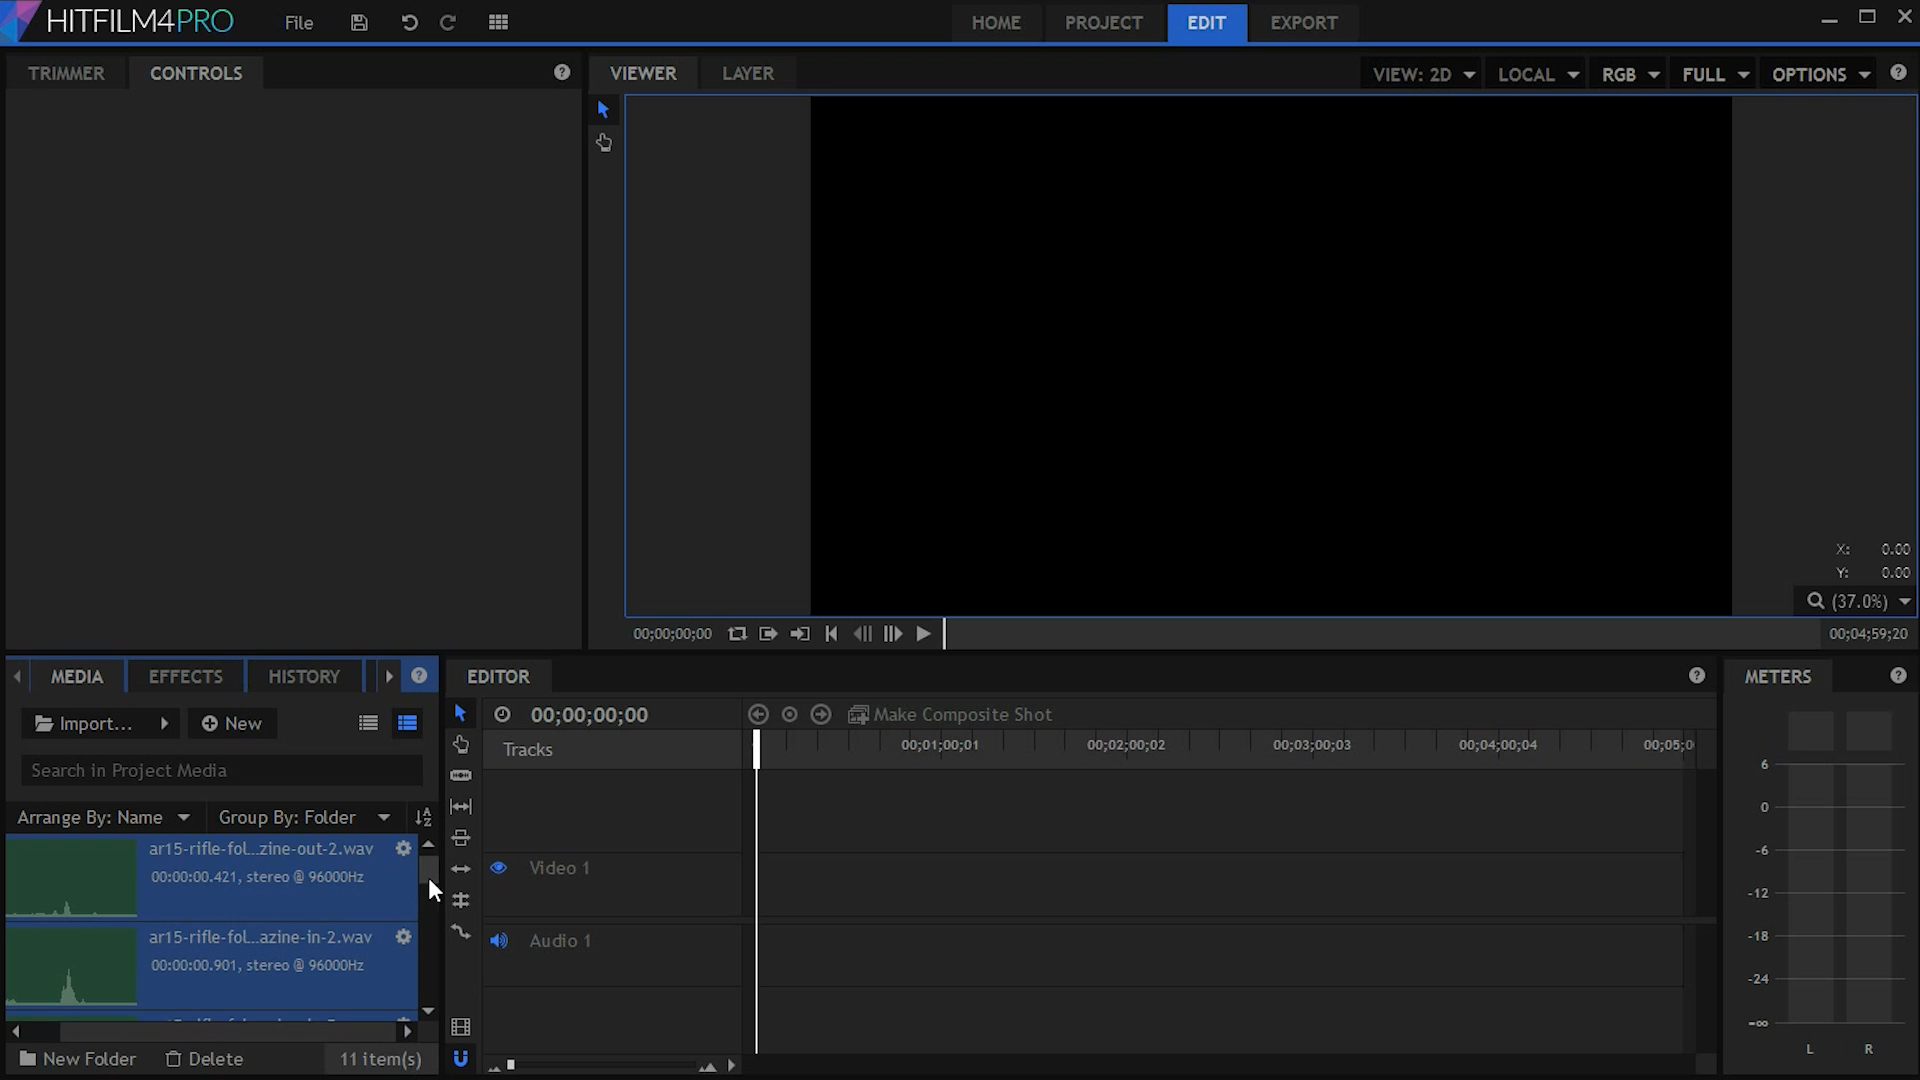 HITFILM4PRO
File
HOME
PROJECT
EDIT
EXPORT
TRIMMER
CONTROLS
VIEWER
LAYER
VIEW: 2D
LOCAL
RGB
FULL
OPTIONS
X: 0.00
Y: 0.00
(37.0%)
00;00;00;00
00;04;59;20
MEDIA
EFFECTS
HISTORY
Import...
New
Search in Project Media
Arrange By: Name
Group By: Folder
ar15-rifle-fol...zine-out-2.wav
00:00:00.421, stereo @ 96000Hz
ar15-rifle-fol...azine-in-2.wav
00:00:00.901, stereo @ 96000Hz
New Folder
Delete
11 item(s)
EDITOR
00;00;00;00
Make Composite Shot
Tracks
00;01;00;01
00;02;00;02
00;03;00;03
00;04;00;04
00;05;0
Video 1
Audio 1
METERS
6
0
-6
-12
-18
-24
-∞
L
R